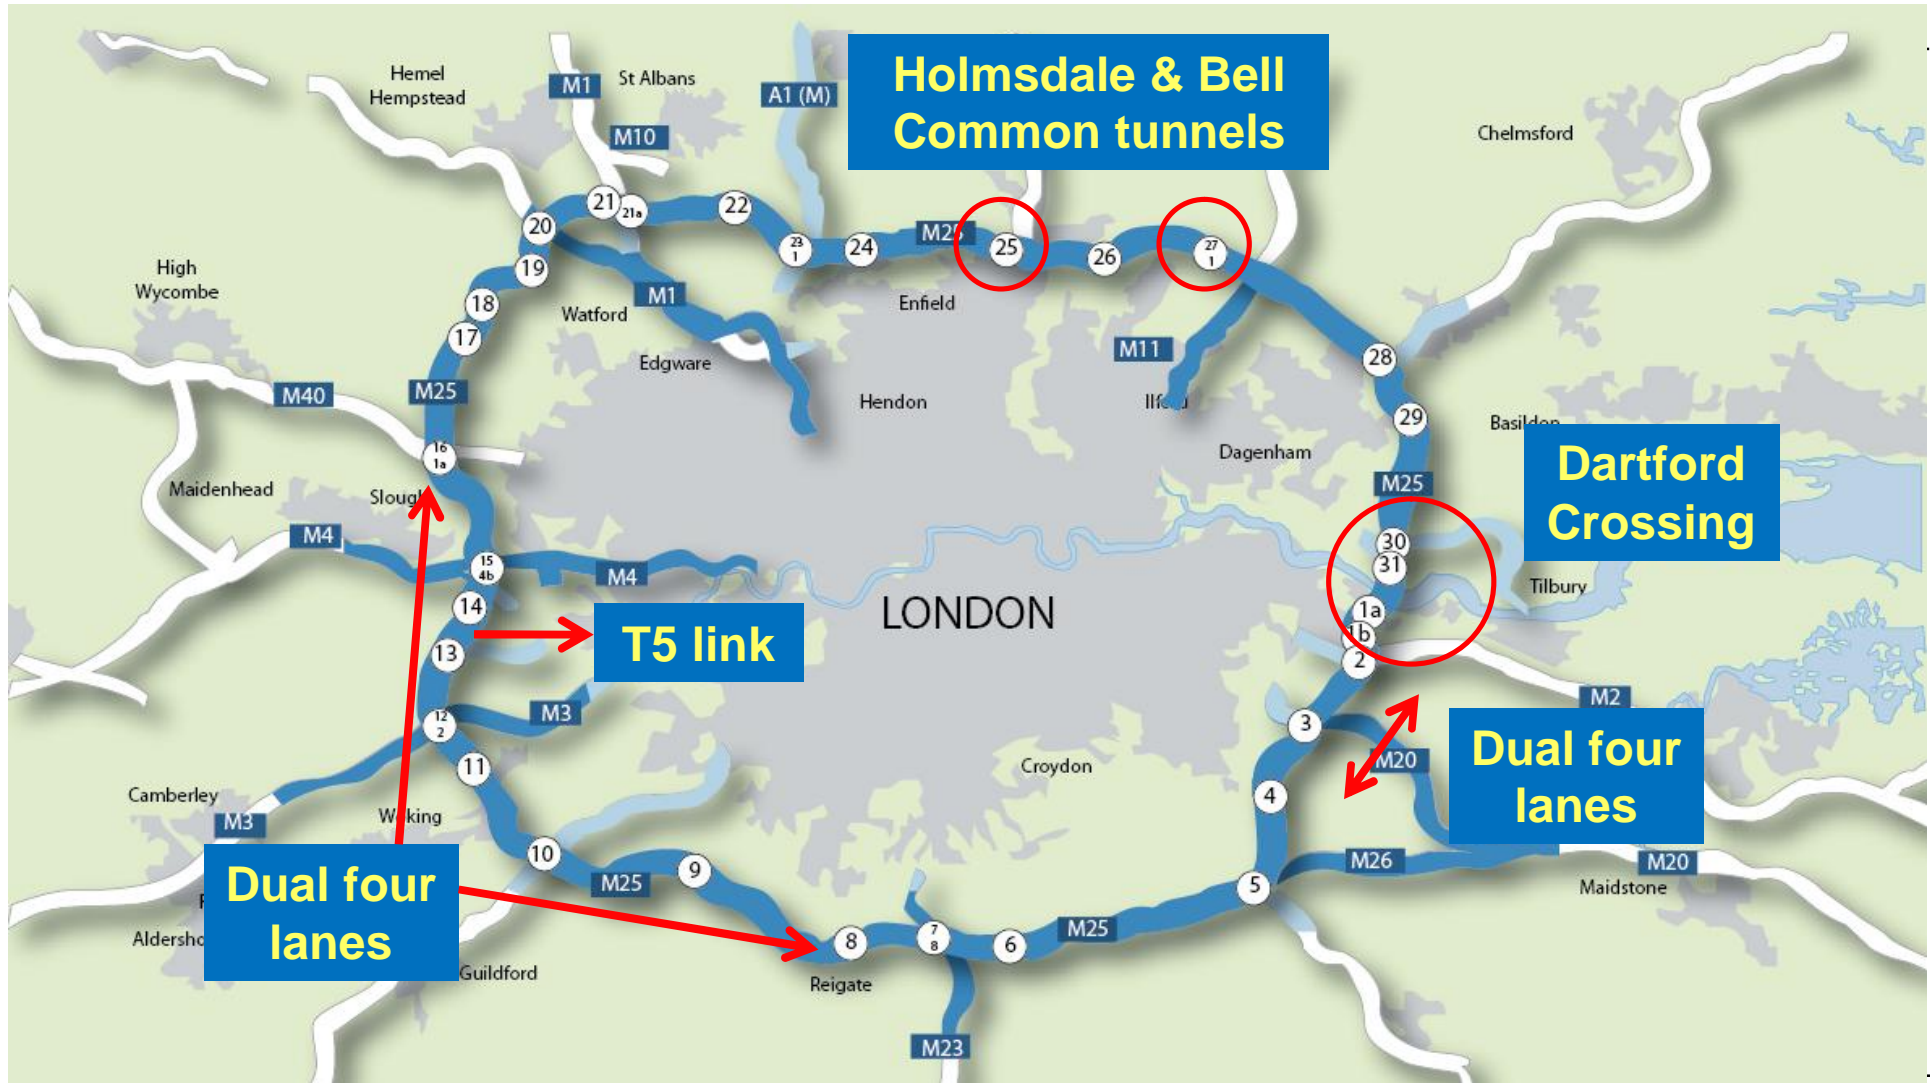 Holmsdale & Bell
Common tunnels
Hemel
Hempstead
M1
St Albans
A1 (M)
M10
Chelmsford
21
21a
22
20
23
1
24
M25
25
26
27
1
19
High
Wycombe
18
Watford
M1
Enfield
17
Edgware
M11
28
M40
M25
Hendon
29
Basildon
16
1a
Dagenham
Dartford
Crossing
Maidenhead
Slough
M25
M4
15
4b
M4
30
31
Tilbury
14
LONDON
1a
T5 link
1b
13
2
M2
12
2
M3
3
Dual four
lanes
11
Croydon
M20
Camberley
4
M3
Woking
10
M26
M20
Dual four
lanes
M25
9
5
Maidstone
Aldersho
8
7
8
6
M25
Guildford
Reigate
M23